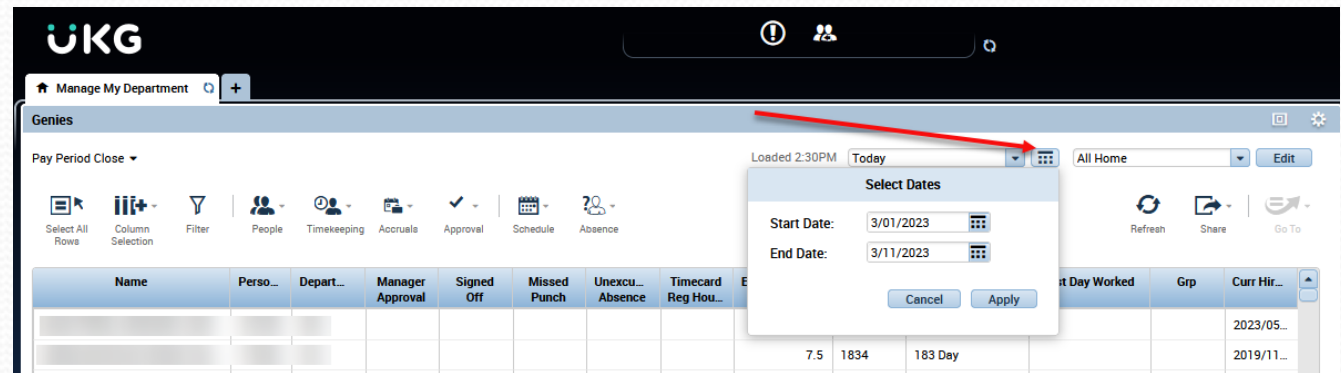 UKG
Manage My Department +
Genies
Pay Period Close
Loaded 2:30PM Today All Home Edit
Select Dates
Start Date: 3/01/2023
End Date: 3/11/2023
Cancel Apply
Select All Rows Column Selection Filter People Timekeeping Accruals Approval Schedule Absence Refresh Share Go To
Name Perso... Depart... Manager Approval Signed Off Missed Punch Unexcu... Absence Timecard Reg Hou... t Day Worked Grp Curr Hir...
2023/05...
7.5 1834 183 Day 2019/11...